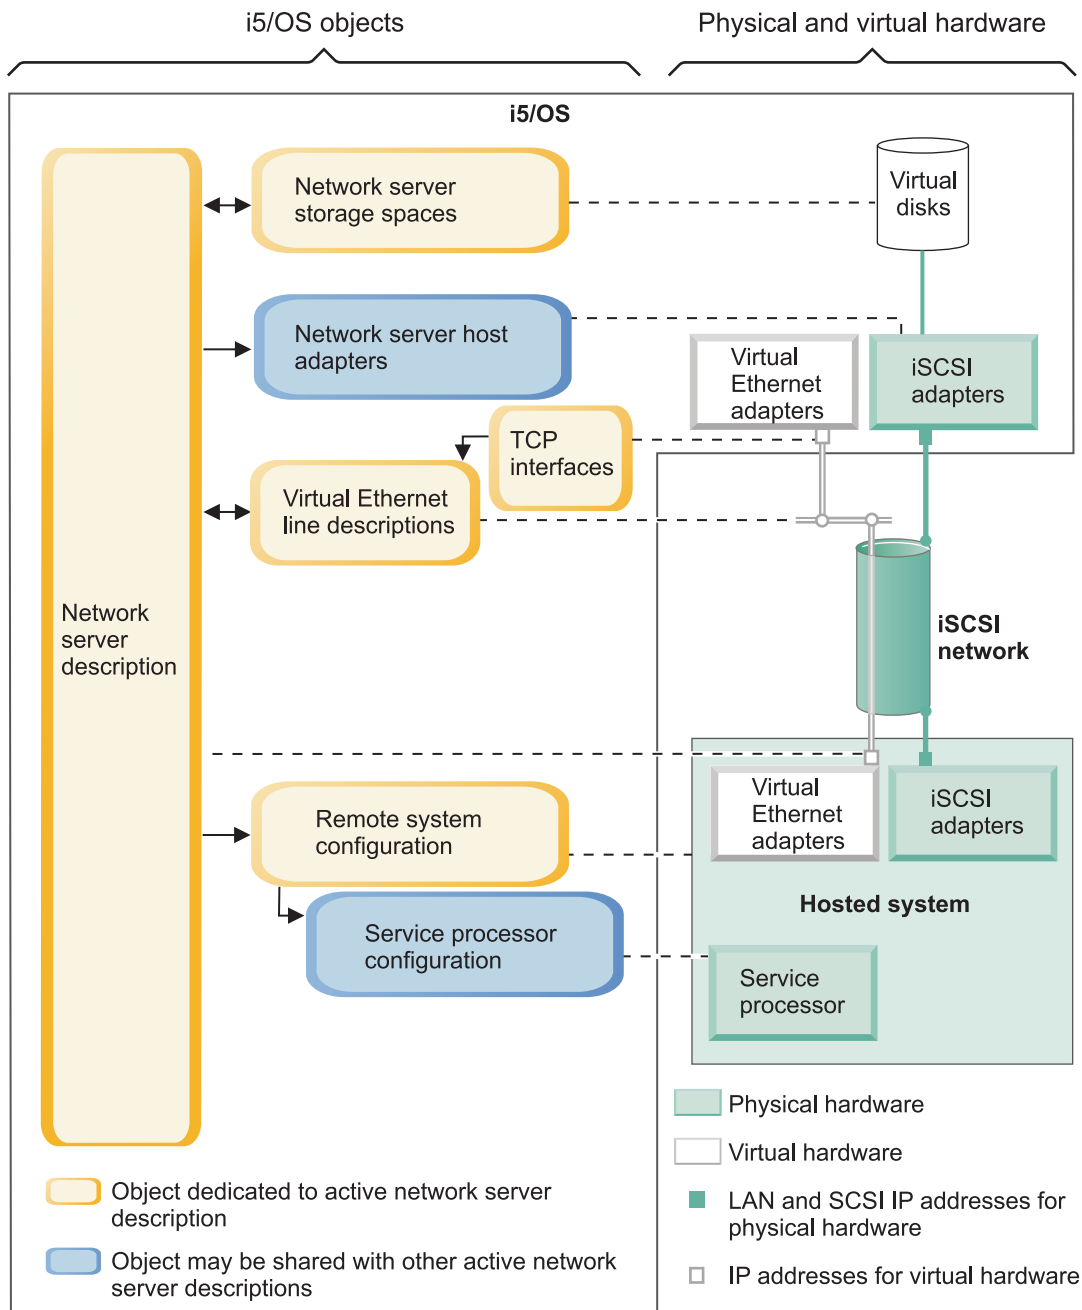 i5/OS objects
Physical and virtual hardware
i5/OS
Network server
storage spaces
Virtual
disks
Network server host
adapters
Virtual
Ethernet
adapters
iSCSI
adapters
TCP
interfaces
Virtual Ethernet
line descriptions
Network
server
description
iSCSI
network
Remote system
configuration
Virtual
Ethernet
adapters
iSCSI
adapters
Hosted system
Service processor
configuration
Service
processor
Physical hardware
Virtual hardware
LAN and SCSI IP addresses for
physical hardware
IP addresses for virtual hardware
Object dedicated to active network server
description
Object may be shared with other active network
server descriptions